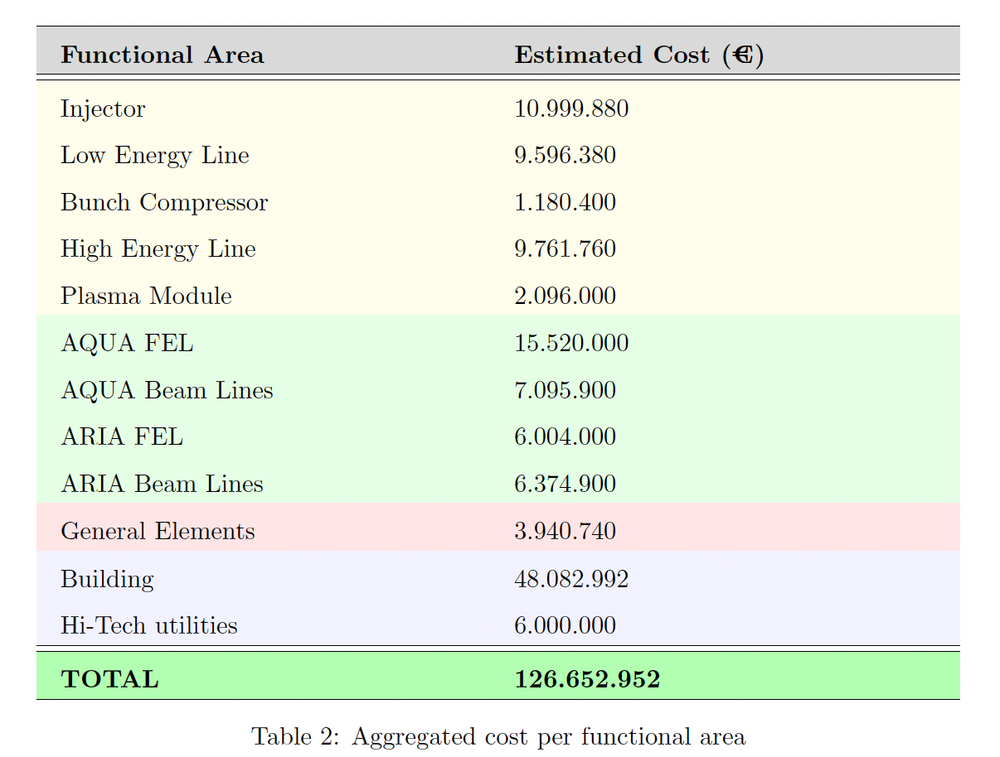 Functional Area Estimated Cost (€)
Injector 10.999.880
Low Energy Line 9.596.380
Bunch Compressor 1.180.400
High Energy Line 9.761.760
Plasma Module 2.096.000
AQUA FEL 15.520.000
AQUA Beam Lines 7.095.900
ARIA FEL 6.004.000
ARIA Beam Lines 6.374.900
General Elements 3.940.740
Building 48.082.992
Hi-Tech utilities 6.000.000
TOTAL 126.652.952
Table 2: Aggregated cost per functional area